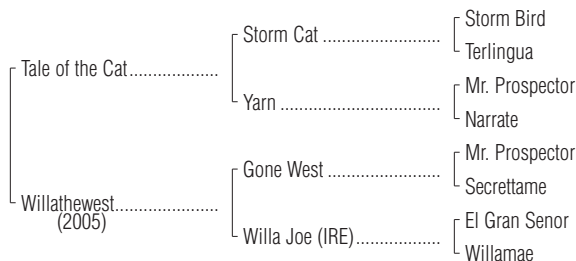 Storm Bird
Storm Cat ..........................
Terlingua
Tale of the Cat....................
Mr. Prospector
Yarn ....................................
Narrate
Mr. Prospector
Gone West .........................
Secrettame
Willathewest.......................
(2005)
El Gran Senor
Willa Joe (IRE)...................
Willamae